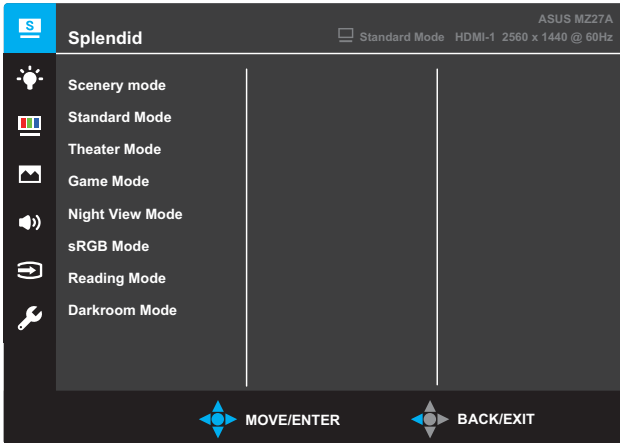 S
ASUS MZ27A
Splendid
Standard Mode HDMI-1 2560 x 1440 @ 60Hz
Scenery mode
Standard Mode
Theater Mode
Game Mode
Night View Mode
sRGB Mode
Reading Mode
Darkroom Mode
MOVE/ENTER BACK/EXIT